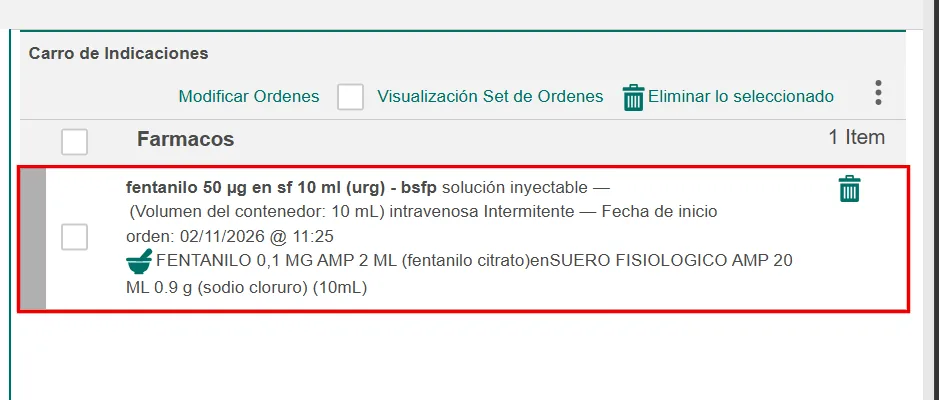 Carro de Indicaciones
Modificar Ordenes Visualización Set de Ordenes Eliminar lo seleccionado
Farmacos 1 Item
fentanilo 50 µg en sf 10 ml (urg) - bsfp solución inyectable —
(Volumen del contenedor: 10 mL) intravenosa Intermitente — Fecha de inicio
orden: 02/11/2026 @ 11:25
FENTANILO 0,1 MG AMP 2 ML (fentanilo citrato)enSUERO FISIOLOGICO AMP 20
ML 0.9 g (sodio cloruro) (10mL)